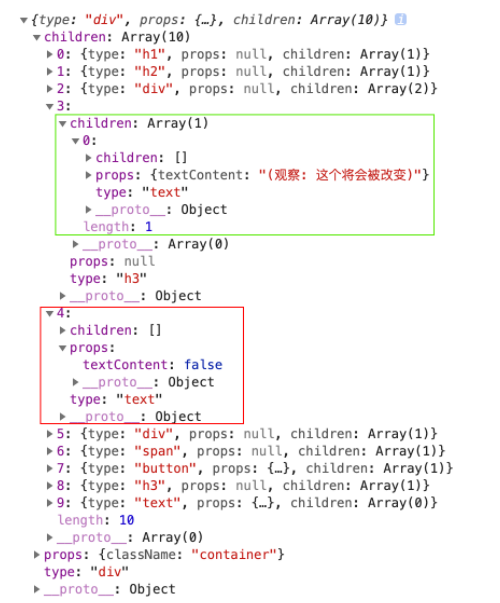 ▼{type: "div", props: {…}, children: Array(10)} i
▼children: Array(10)
▶0: {type: "h1", props: null, children: Array(1)}
▶1: {type: "h2", props: null, children: Array(1)}
▶2: {type: "div", props: null, children: Array(2)}
▼3:
▼children: Array(1)
▼0:
▶children: []
▶props: {textContent: "(观察: 这个将会被改变)"}
type: "text"
▶__proto__: Object
length: 1
▶__proto__: Array(0)
props: null
type: "h3"
▶__proto__: Object
▼4:
▶children: []
▼props:
textContent: false
▶__proto__: Object
type: "text"
▶__proto__: Object
▶5: {type: "div", props: null, children: Array(1)}
▶6: {type: "span", props: null, children: Array(1)}
▶7: {type: "button", props: {…}, children: Array(1)}
▶8: {type: "h3", props: null, children: Array(1)}
▶9: {type: "text", props: {…}, children: Array(0)}
length: 10
▶__proto__: Array(0)
▶props: {className: "container"}
type: "div"
▶__proto__: Object